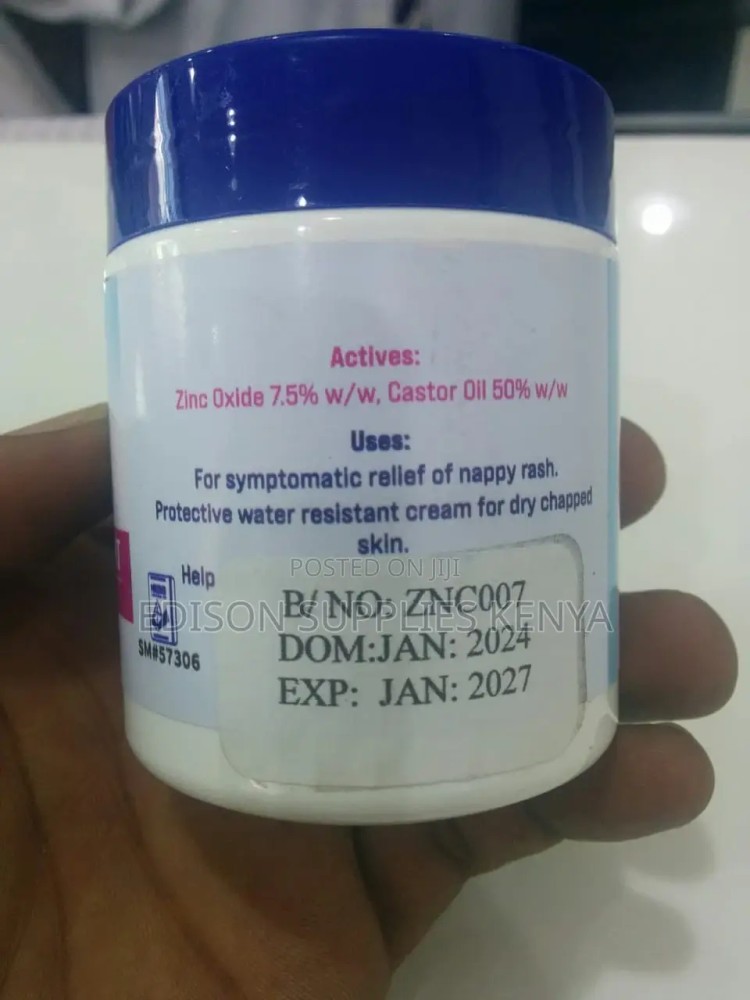 Actives:
Zinc Oxide 7.5% w/w, Castor Oil 50% w/w
Uses:
For symptomatic relief of nappy rash.
Protective water resistant cream for dry chapped
skin.
POSTED ON JIJI
Help
B/ NO: ZNC007
EDISON SUPPLIES KENYA
DOM:JAN: 2024
SM#57306
EXP: JAN: 2027